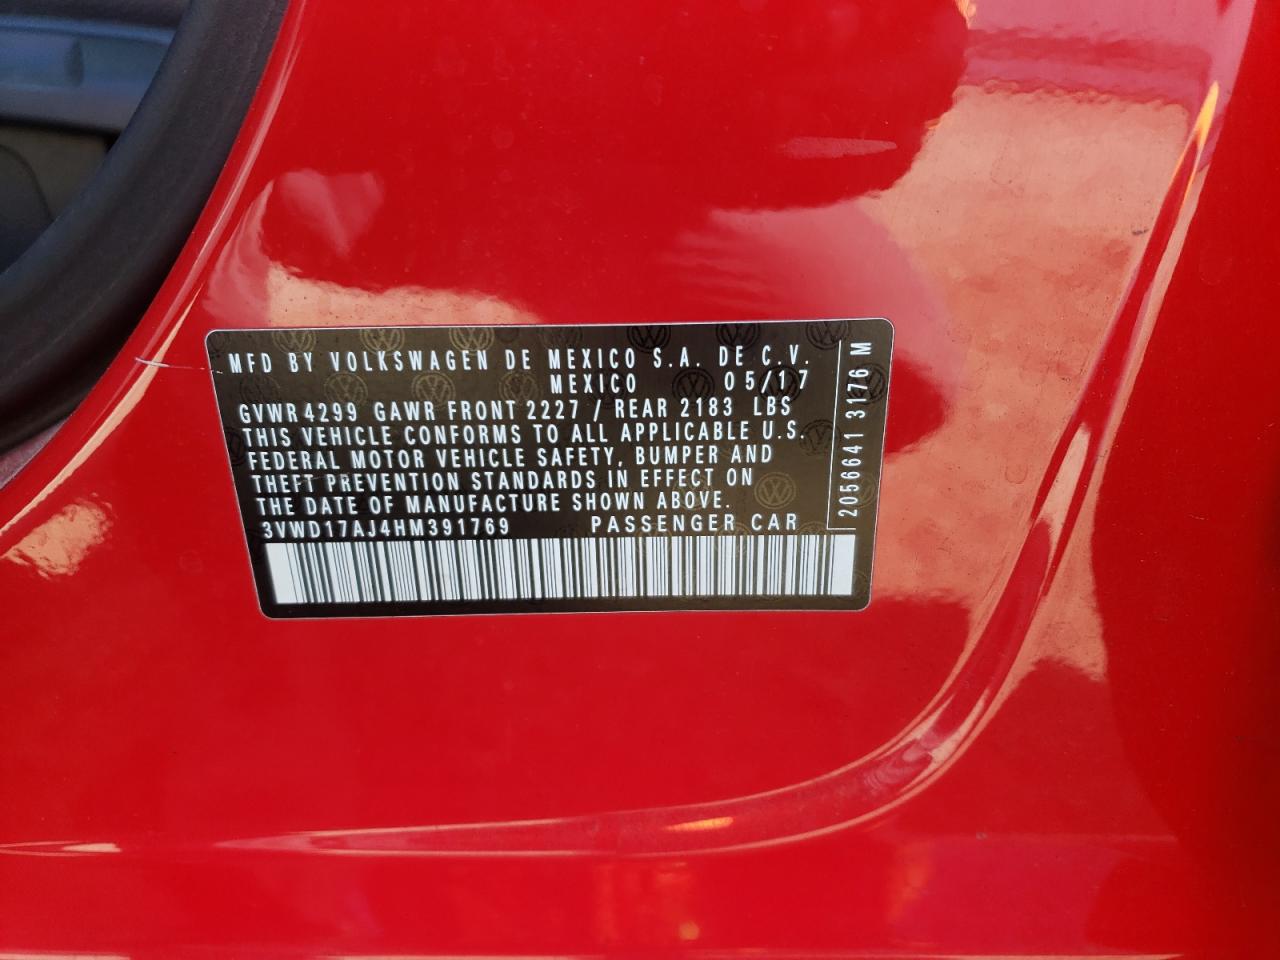 MFD BY VOLKSWAGEN DE MEXICO S.A. DE C.V.
MEXICO 05/17
GVWR 4299 GAWR FRONT 2227 / REAR 2183 LBS
THIS VEHICLE CONFORMS TO ALL APPLICABLE U.S.
FEDERAL MOTOR VEHICLE SAFETY, BUMPER AND
THEFT PREVENTION STANDARDS IN EFFECT ON
THE DATE OF MANUFACTURE SHOWN ABOVE.
3VWD17AJ4HM391769 PASSENGER CAR
2056641 3176 M